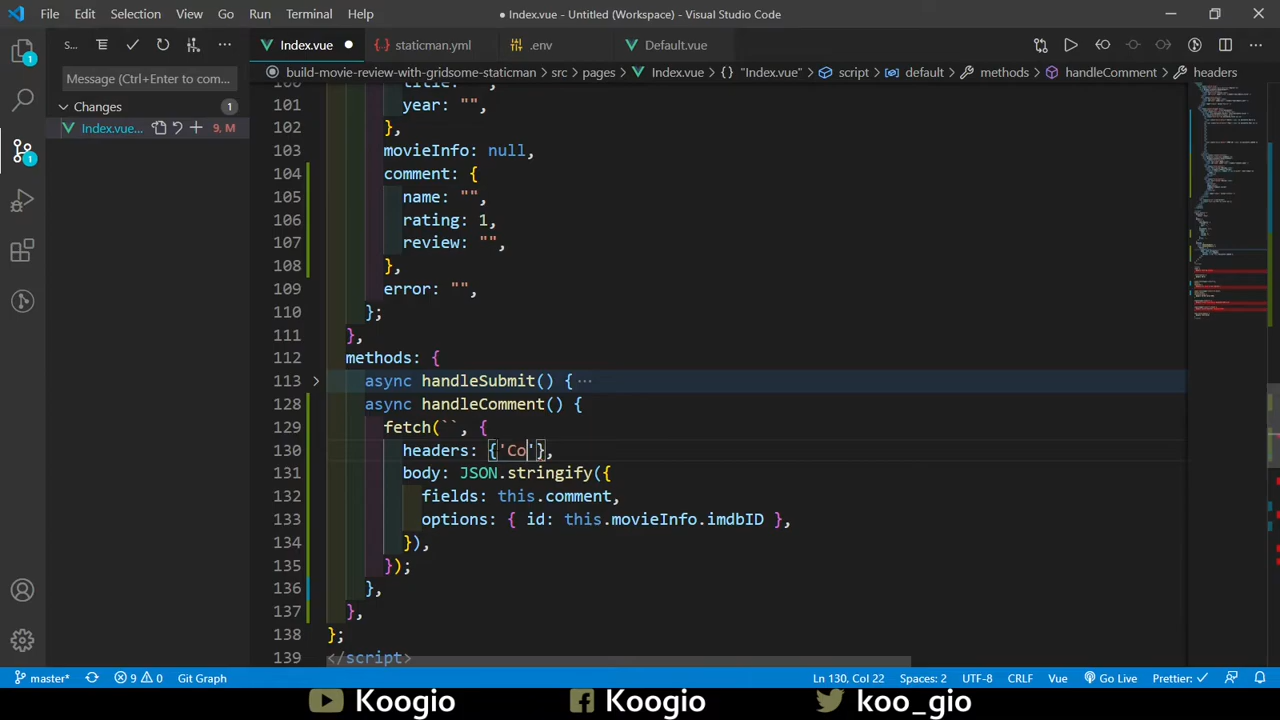 File Edit Selection View Go Run Terminal Help
● Index.vue - Untitled (Workspace) - Visual Studio Code
S...
Index.vue ● staticman.yml .env Default.vue
Message (Ctrl+Enter to com...
build-movie-review-with-gridsome-staticman > src > pages > Index.vue > {} "Index.vue" > script > default > methods > handleComment > headers
Changes 1
Index.vue... 9, M
101 year: "",
102 },
103 movieInfo: null,
104 comment: {
105 name: "",
106 rating: 1,
107 review: "",
108 },
109 error: "",
110 };
111 },
112 methods: {
113 async handleSubmit() { ...
128 async handleComment() {
129 fetch(``, {
130 headers: {'Co'},
131 body: JSON.stringify({
132 fields: this.comment,
133 options: { id: this.movieInfo.imdbID },
134 }),
135 });
136 },
137 },
138 };
139 </script>
master* 9 0 Git Graph Ln 130, Col 22 Spaces: 2 UTF-8 CRLF Vue Go Live Prettier: ✓
Koogio Koogio koo_gio